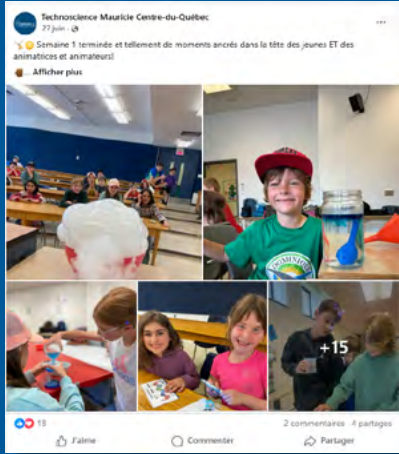 Technoscience Mauricie Centre-du-Québec
27 juin ·
Semaine 1 terminée et tellement de moments ancrés dans la tête des jeunes ET des
animatrices et animateurs!
... Afficher plus
+15
18
2 commentaires 4 partages
J'aime
Commenter
Partager